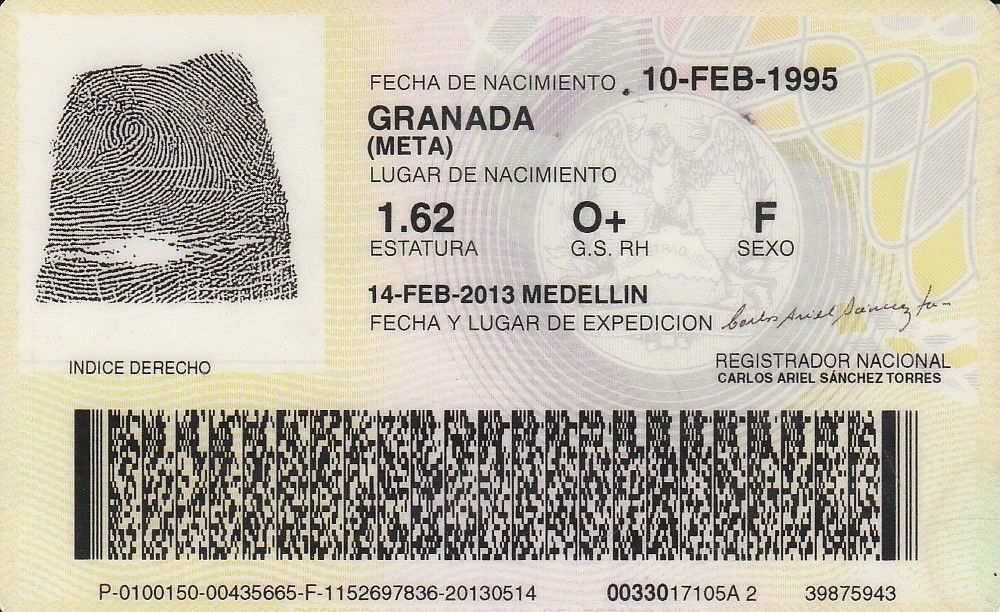 FECHA DE NACIMIENTO 10-FEB-1995
GRANADA
(META)
LUGAR DE NACIMIENTO
1.62 O+ F
ESTATURA G.S. RH SEXO
14-FEB-2013 MEDELLIN
FECHA Y LUGAR DE EXPEDICION
Carlos Ariel Sánchez
INDICE DERECHO
REGISTRADOR NACIONAL
CARLOS ARIEL SÁNCHEZ TORRES
P-0100150-00435665-F-1152697836-20130514 0033017105A 2 39875943